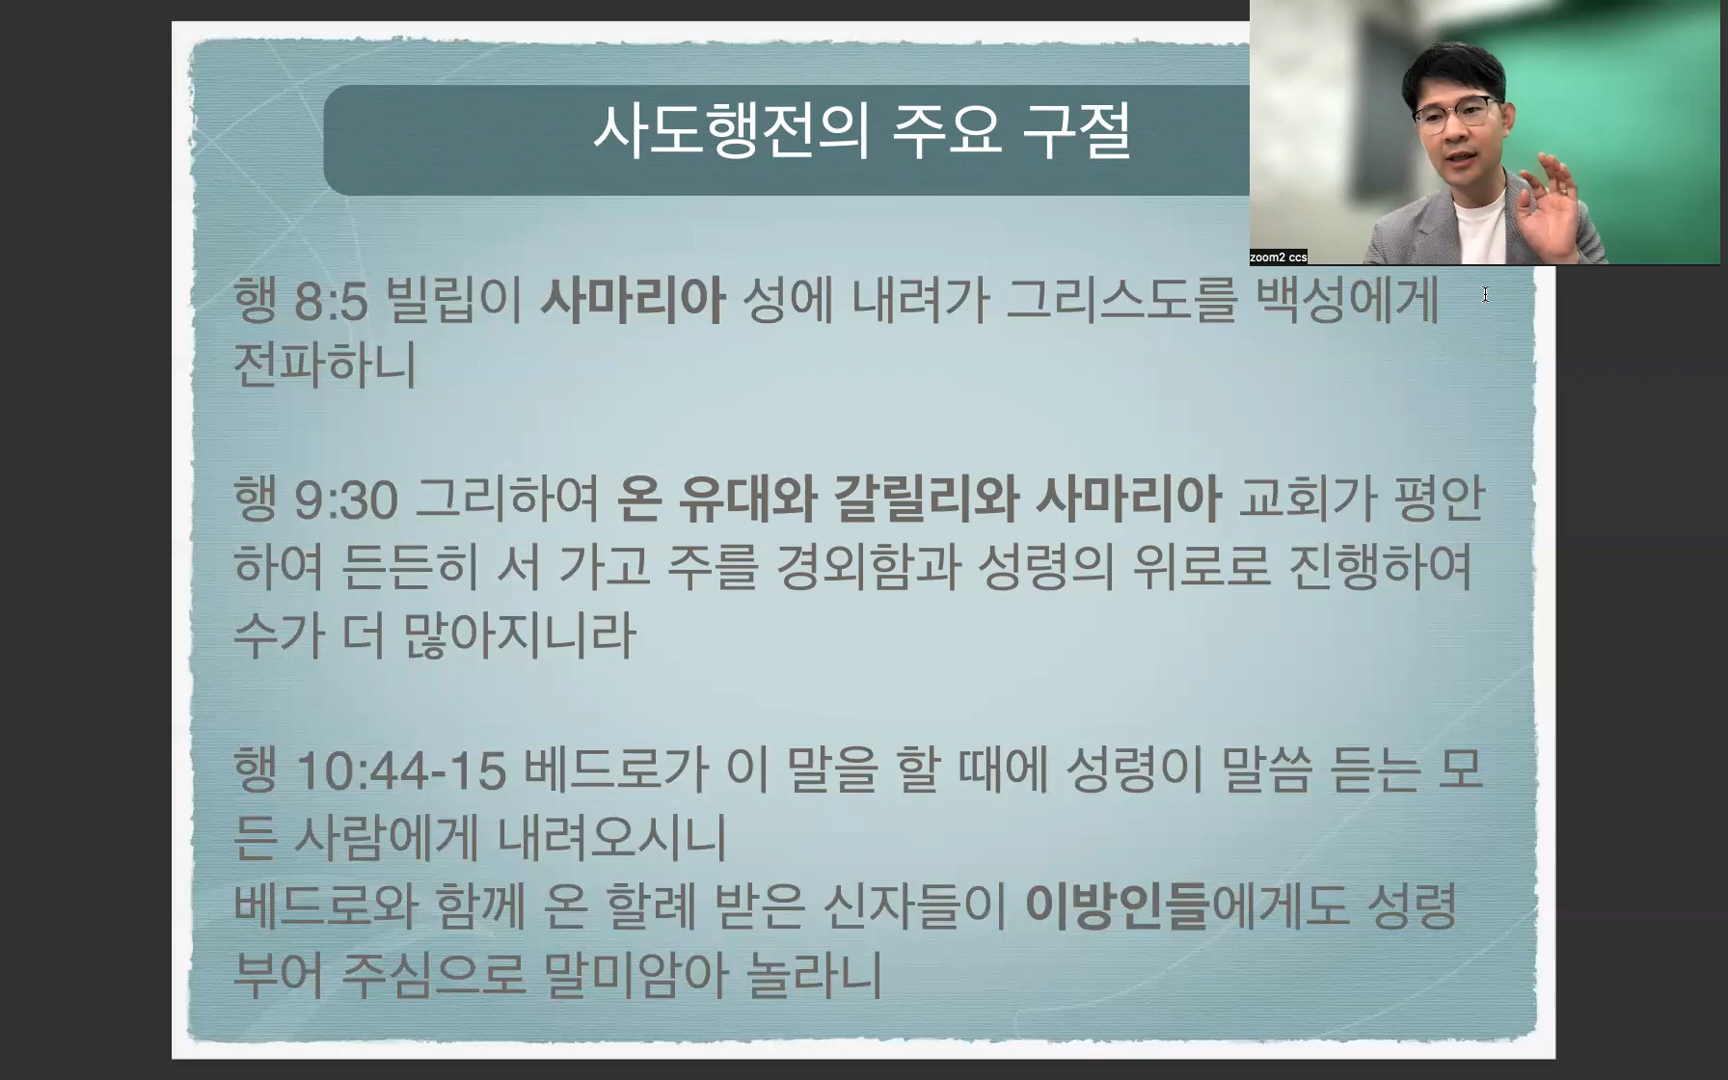 사도행전의 주요 구절
zoom2 ccs
행 8:5 빌립이 사마리아 성에 내려가 그리스도를 백성에게
전파하니
행 9:30 그리하여 온 유대와 갈릴리와 사마리아 교회가 평안
하여 든든히 서 가고 주를 경외함과 성령의 위로로 진행하여
수가 더 많아지니라
행 10:44-15 베드로가 이 말을 할 때에 성령이 말씀 듣는 모
든 사람에게 내려오시니
베드로와 함께 온 할례 받은 신자들이 이방인들에게도 성령
부어 주심으로 말미암아 놀라니